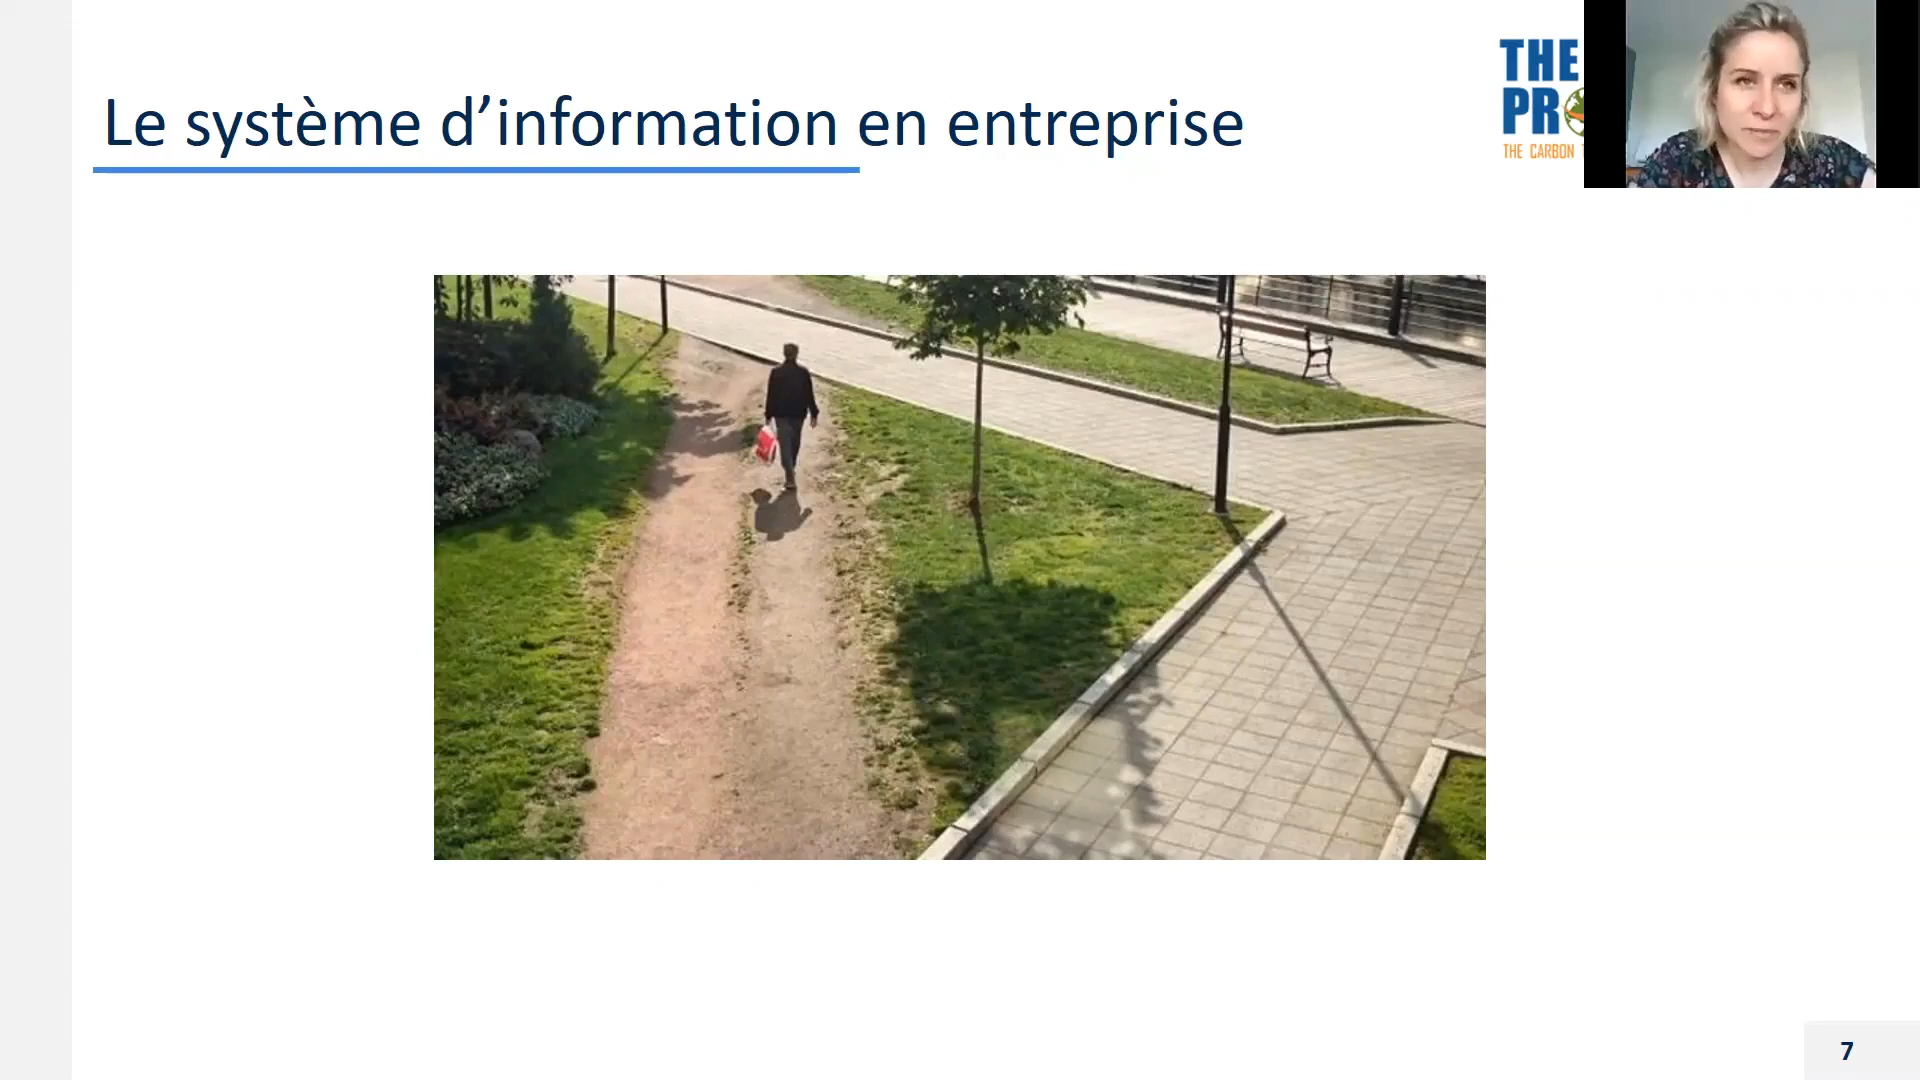 Le système d’information en entreprise
THE
PR
THE CARBON
7